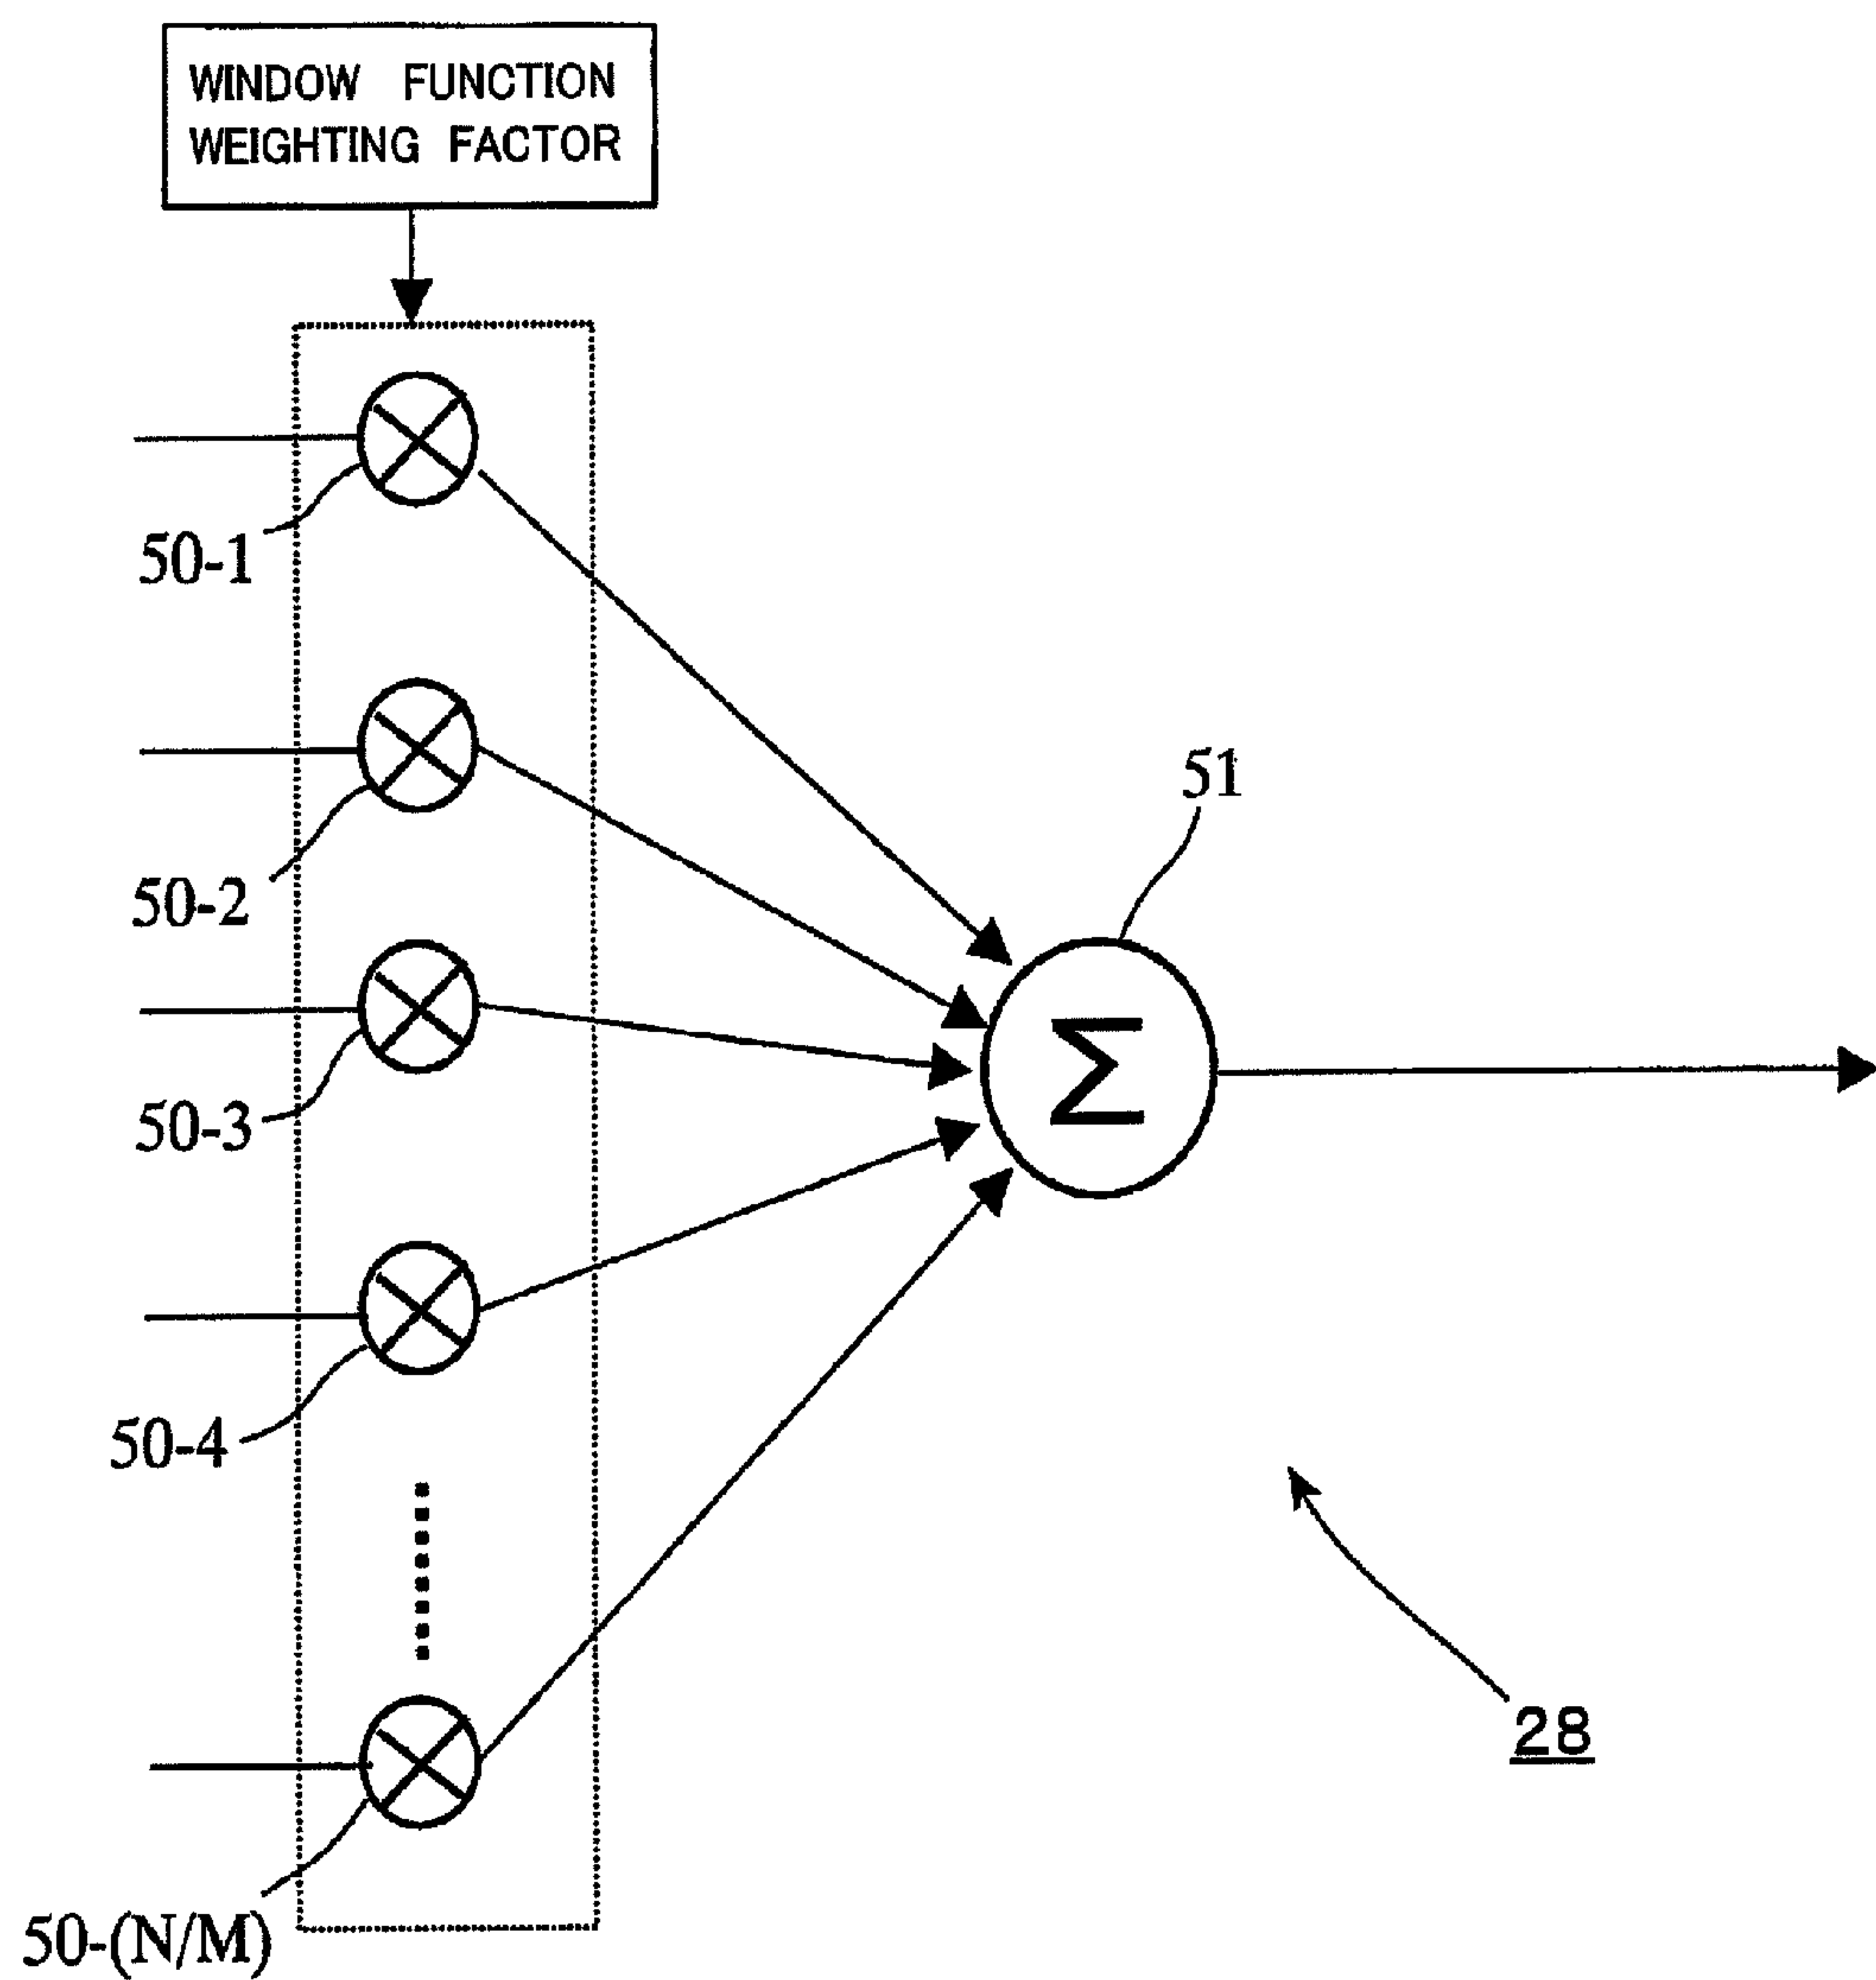 WINDOW FUNCTION
WEIGHTING FACTOR
50-1
50-2
51
50-3
Σ
50-4
28
50-(N/M)